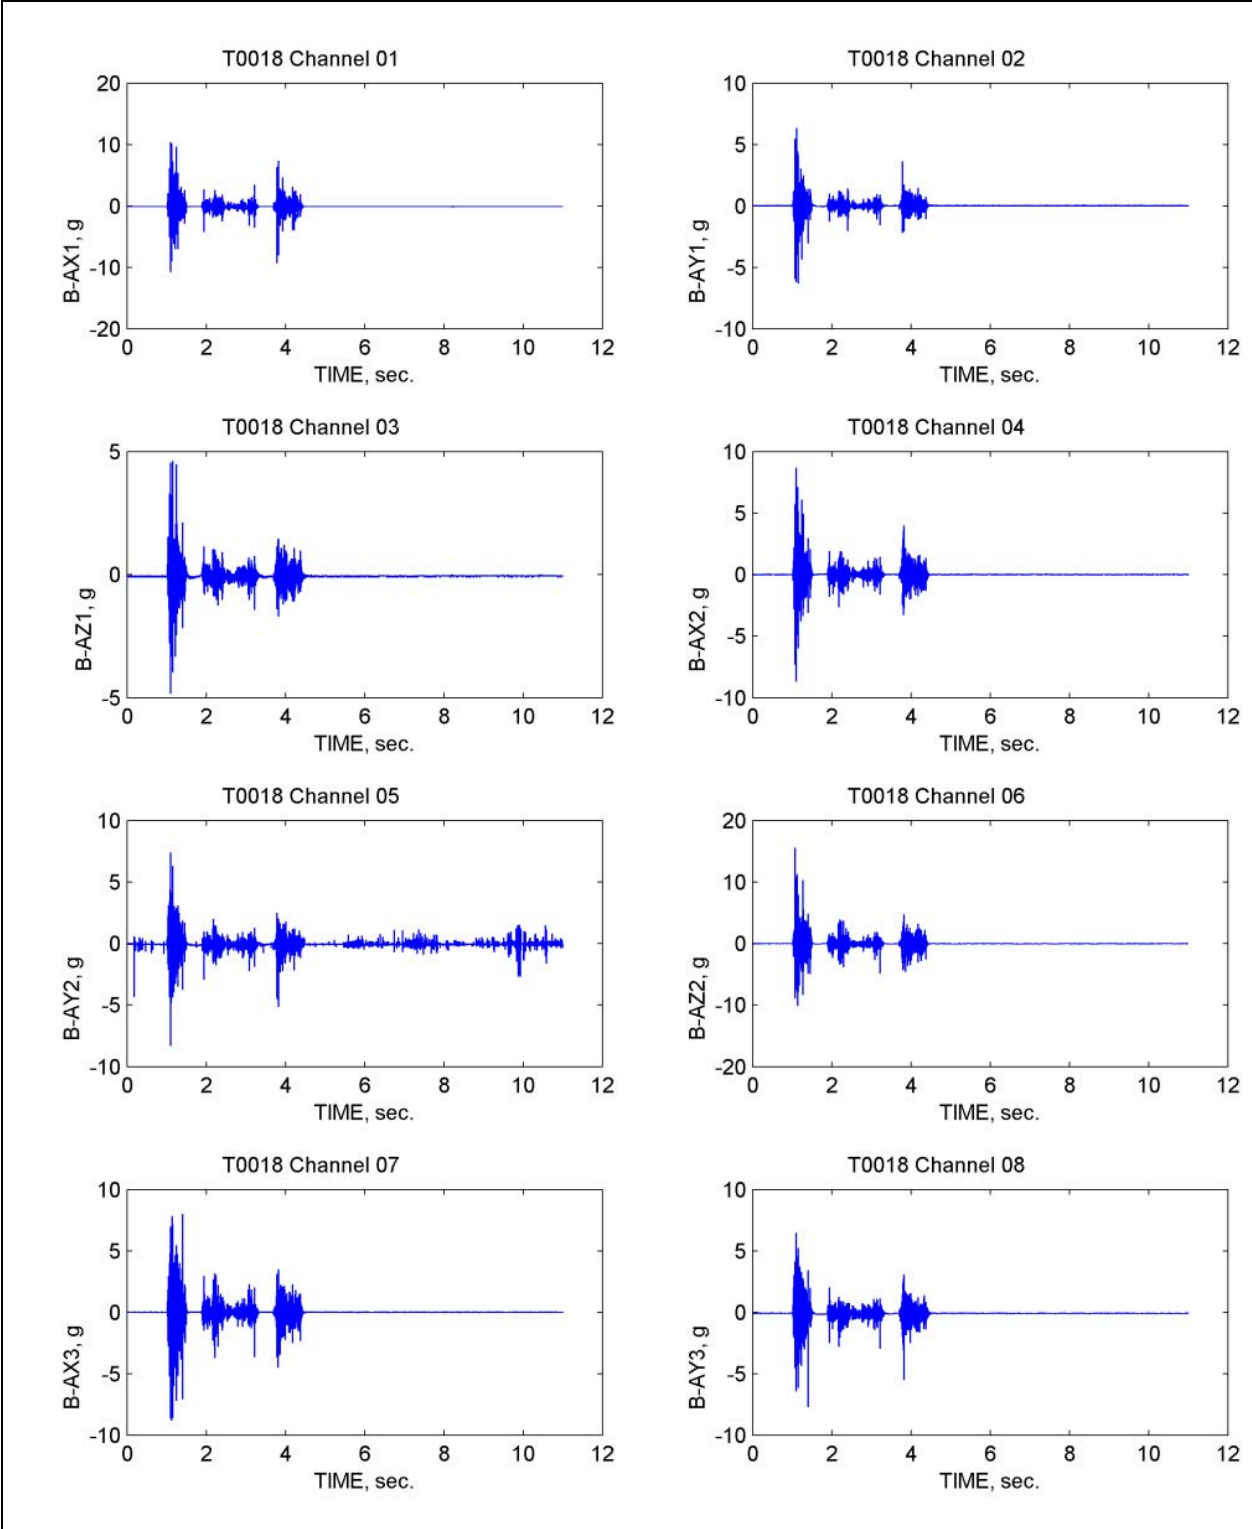 T0018 Channel 01
20
10
0
-10
-20
B-AX1, g
0 2 4 6 8 10 12
TIME, sec.
T0018 Channel 02
10
5
0
-5
-10
B-AY1, g
0 2 4 6 8 10 12
TIME, sec.
T0018 Channel 03
5
0
-5
B-AZ1, g
0 2 4 6 8 10 12
TIME, sec.
T0018 Channel 04
10
5
0
-5
-10
B-AX2, g
0 2 4 6 8 10 12
TIME, sec.
T0018 Channel 05
10
5
0
-5
-10
B-AY2, g
0 2 4 6 8 10 12
TIME, sec.
T0018 Channel 06
20
10
0
-10
-20
B-AZ2, g
0 2 4 6 8 10 12
TIME, sec.
T0018 Channel 07
10
5
0
-5
-10
B-AX3, g
0 2 4 6 8 10 12
TIME, sec.
T0018 Channel 08
10
5
0
-5
-10
B-AY3, g
0 2 4 6 8 10 12
TIME, sec.